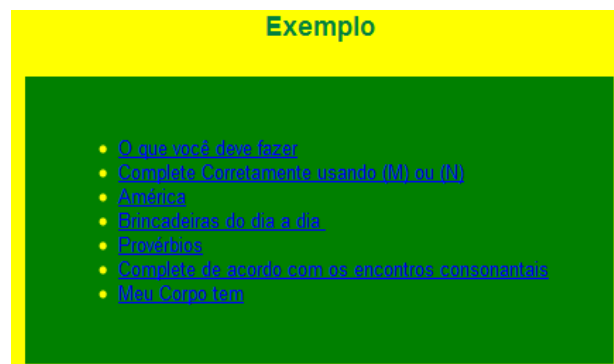 Exemplo
O que você deve fazer
Complete Corretamente usando (M) ou (N)
América
Brincadeiras do dia a dia
Provérbios
Complete de acordo com os encontros consonantais
Meu Corpo tem